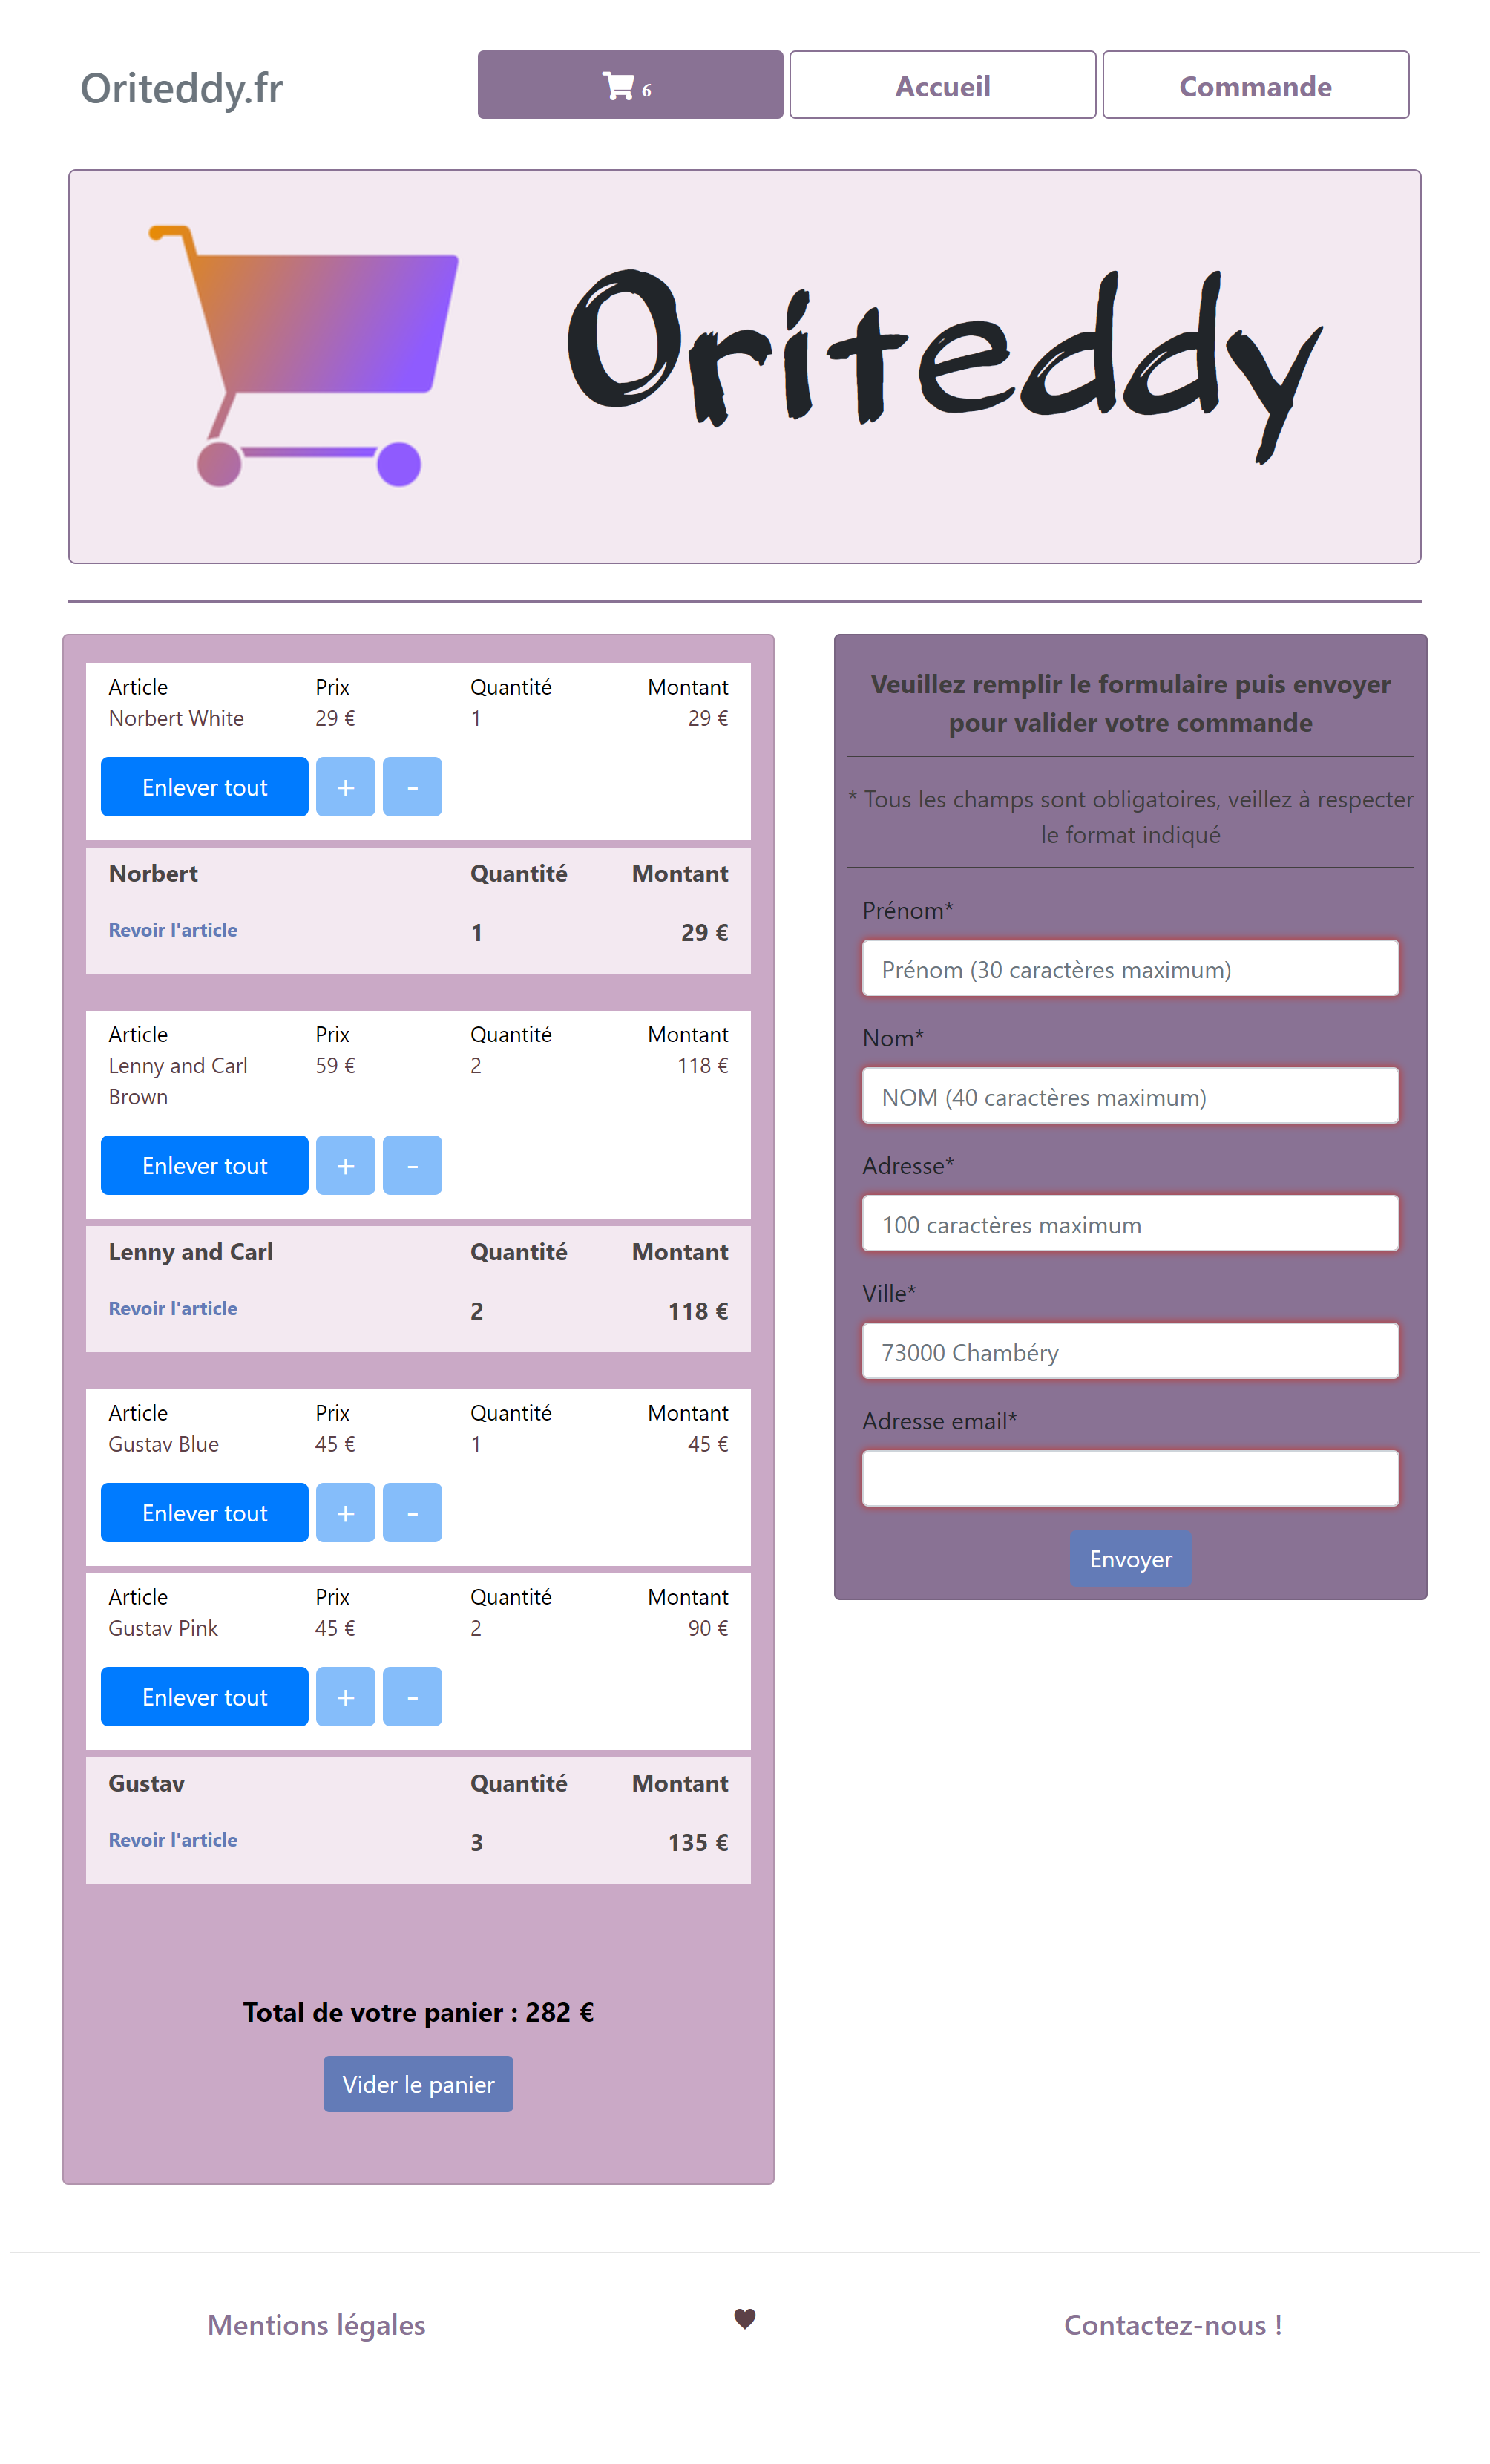 Oriteddy.fr
6
Accueil
Commande
Oriteddy
Article Prix Quantité Montant
Norbert White 29 € 1 29 €
Enlever tout + -
Norbert Quantité Montant
Revoir l'article 1 29 €
Article Prix Quantité Montant
Lenny and Carl 59 € 2 118 €
Brown
Enlever tout + -
Lenny and Carl Quantité Montant
Revoir l'article 2 118 €
Article Prix Quantité Montant
Gustav Blue 45 € 1 45 €
Enlever tout + -
Article Prix Quantité Montant
Gustav Pink 45 € 2 90 €
Enlever tout + -
Gustav Quantité Montant
Revoir l'article 3 135 €
Total de votre panier : 282 €
Vider le panier
Veuillez remplir le formulaire puis envoyer
pour valider votre commande
* Tous les champs sont obligatoires, veillez à respecter
le format indiqué
Prénom*
Prénom (30 caractères maximum)
Nom*
NOM (40 caractères maximum)
Adresse*
100 caractères maximum
Ville*
73000 Chambéry
Adresse email*
Envoyer
Mentions légales
Contactez-nous !